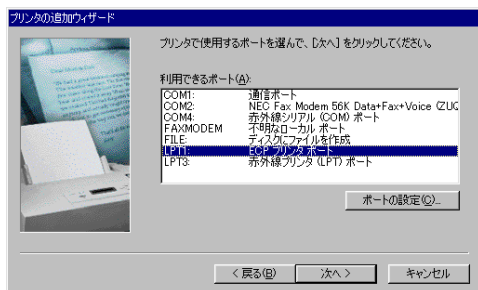 プリンタの追加ウィザード
プリンタで使用するポートを選んで、[次へ] をクリックしてください。
利用できるポート(A):
COM1: 通信ポート
COM2: NEC Fax Modem 56K Data+Fax+Voice (ZUC
COM4: 赤外線シリアル (COM) ポート
FAXMODEM 不明なローカル ポート
FILE: ディスクにファイルを作成
LPT1: ECP プリンタ ポート
LPT3: 赤外線プリンタ (LPT) ポート
ポートの設定(C)...
< 戻る(B)
次へ >
キャンセル